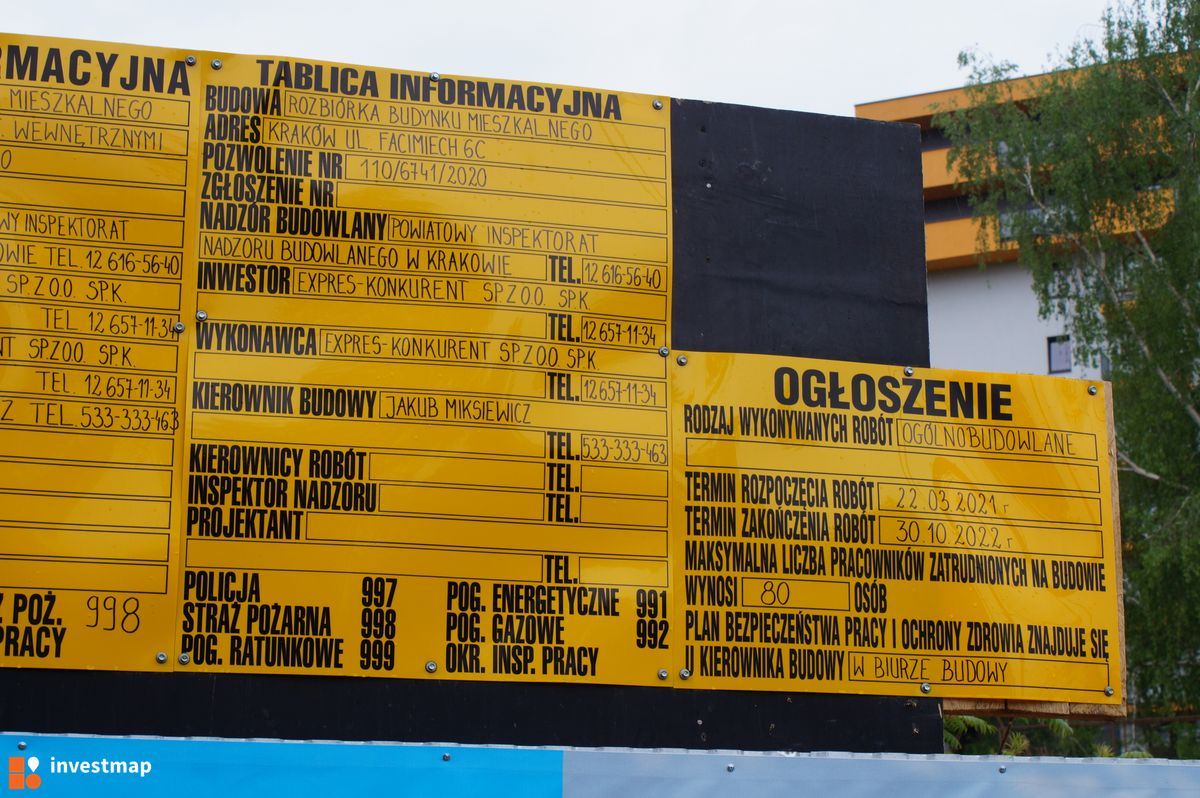 RMACYJNA
MIESZKALNEGO
WEWNĘTRZNYMI
0
WY INSPEKTORAT
OWIE TEL. 12 616-56-40
SP. Z O.O. SP.K.
TEL. 12 657-11-34
NT SP. Z O.O. SP.K.
TEL. 12 657-11-34
Z TEL. 533-333-463
Z POŻ. 998
PRACY
TABLICA INFORMACYJNA
BUDOWA ROZBIÓRKA BUDYNKU MIESZKALNEGO
ADRES KRAKÓW UL. FACIMIECH 6C
POZWOLENIE NR 110/6741/2020
ZGŁOSZENIE NR
NADZÓR BUDOWLANY POWIATOWY INSPEKTORAT
NADZORU BUDOWLANEGO W KRAKOWIE TEL. 12 616-56-40
INWESTOR EXPRES-KONKURENT SP. Z O.O. SP.K
TEL. 12 657-11-34
WYKONAWCA EXPRES-KONKURENT SP. Z O.O. SP.K.
TEL. 12 657-11-34
KIEROWNIK BUDOWY JAKUB MIKSIEWICZ
TEL. 533-333-463
KIEROWNICY ROBÓT TEL.
INSPEKTOR NADZORU TEL.
PROJEKTANT
TEL.
POLICJA 997 POG. ENERGETYCZNE 991
STRAŻ POŻARNA 998 POG. GAZOWE 992
POG. RATUNKOWE 999 OKR. INSP. PRACY
OGŁOSZENIE
RODZAJ WYKONYWANYCH ROBÓT OGÓLNOBUDOWLANE
TERMIN ROZPOCZĘCIA ROBÓT 22.03.2021 r
TERMIN ZAKOŃCZENIA ROBÓT 30.10.2022 r
MAKSYMALNA LICZBA PRACOWNIKÓW ZATRUDNIONYCH NA BUDOWIE
WYNOSI 80 OSÓB
PLAN BEZPIECZEŃSTWA PRACY I OCHRONY ZDROWIA ZNAJDUJE SIĘ
U KIEROWNIKA BUDOWY W BIURZE BUDOWY
investmap